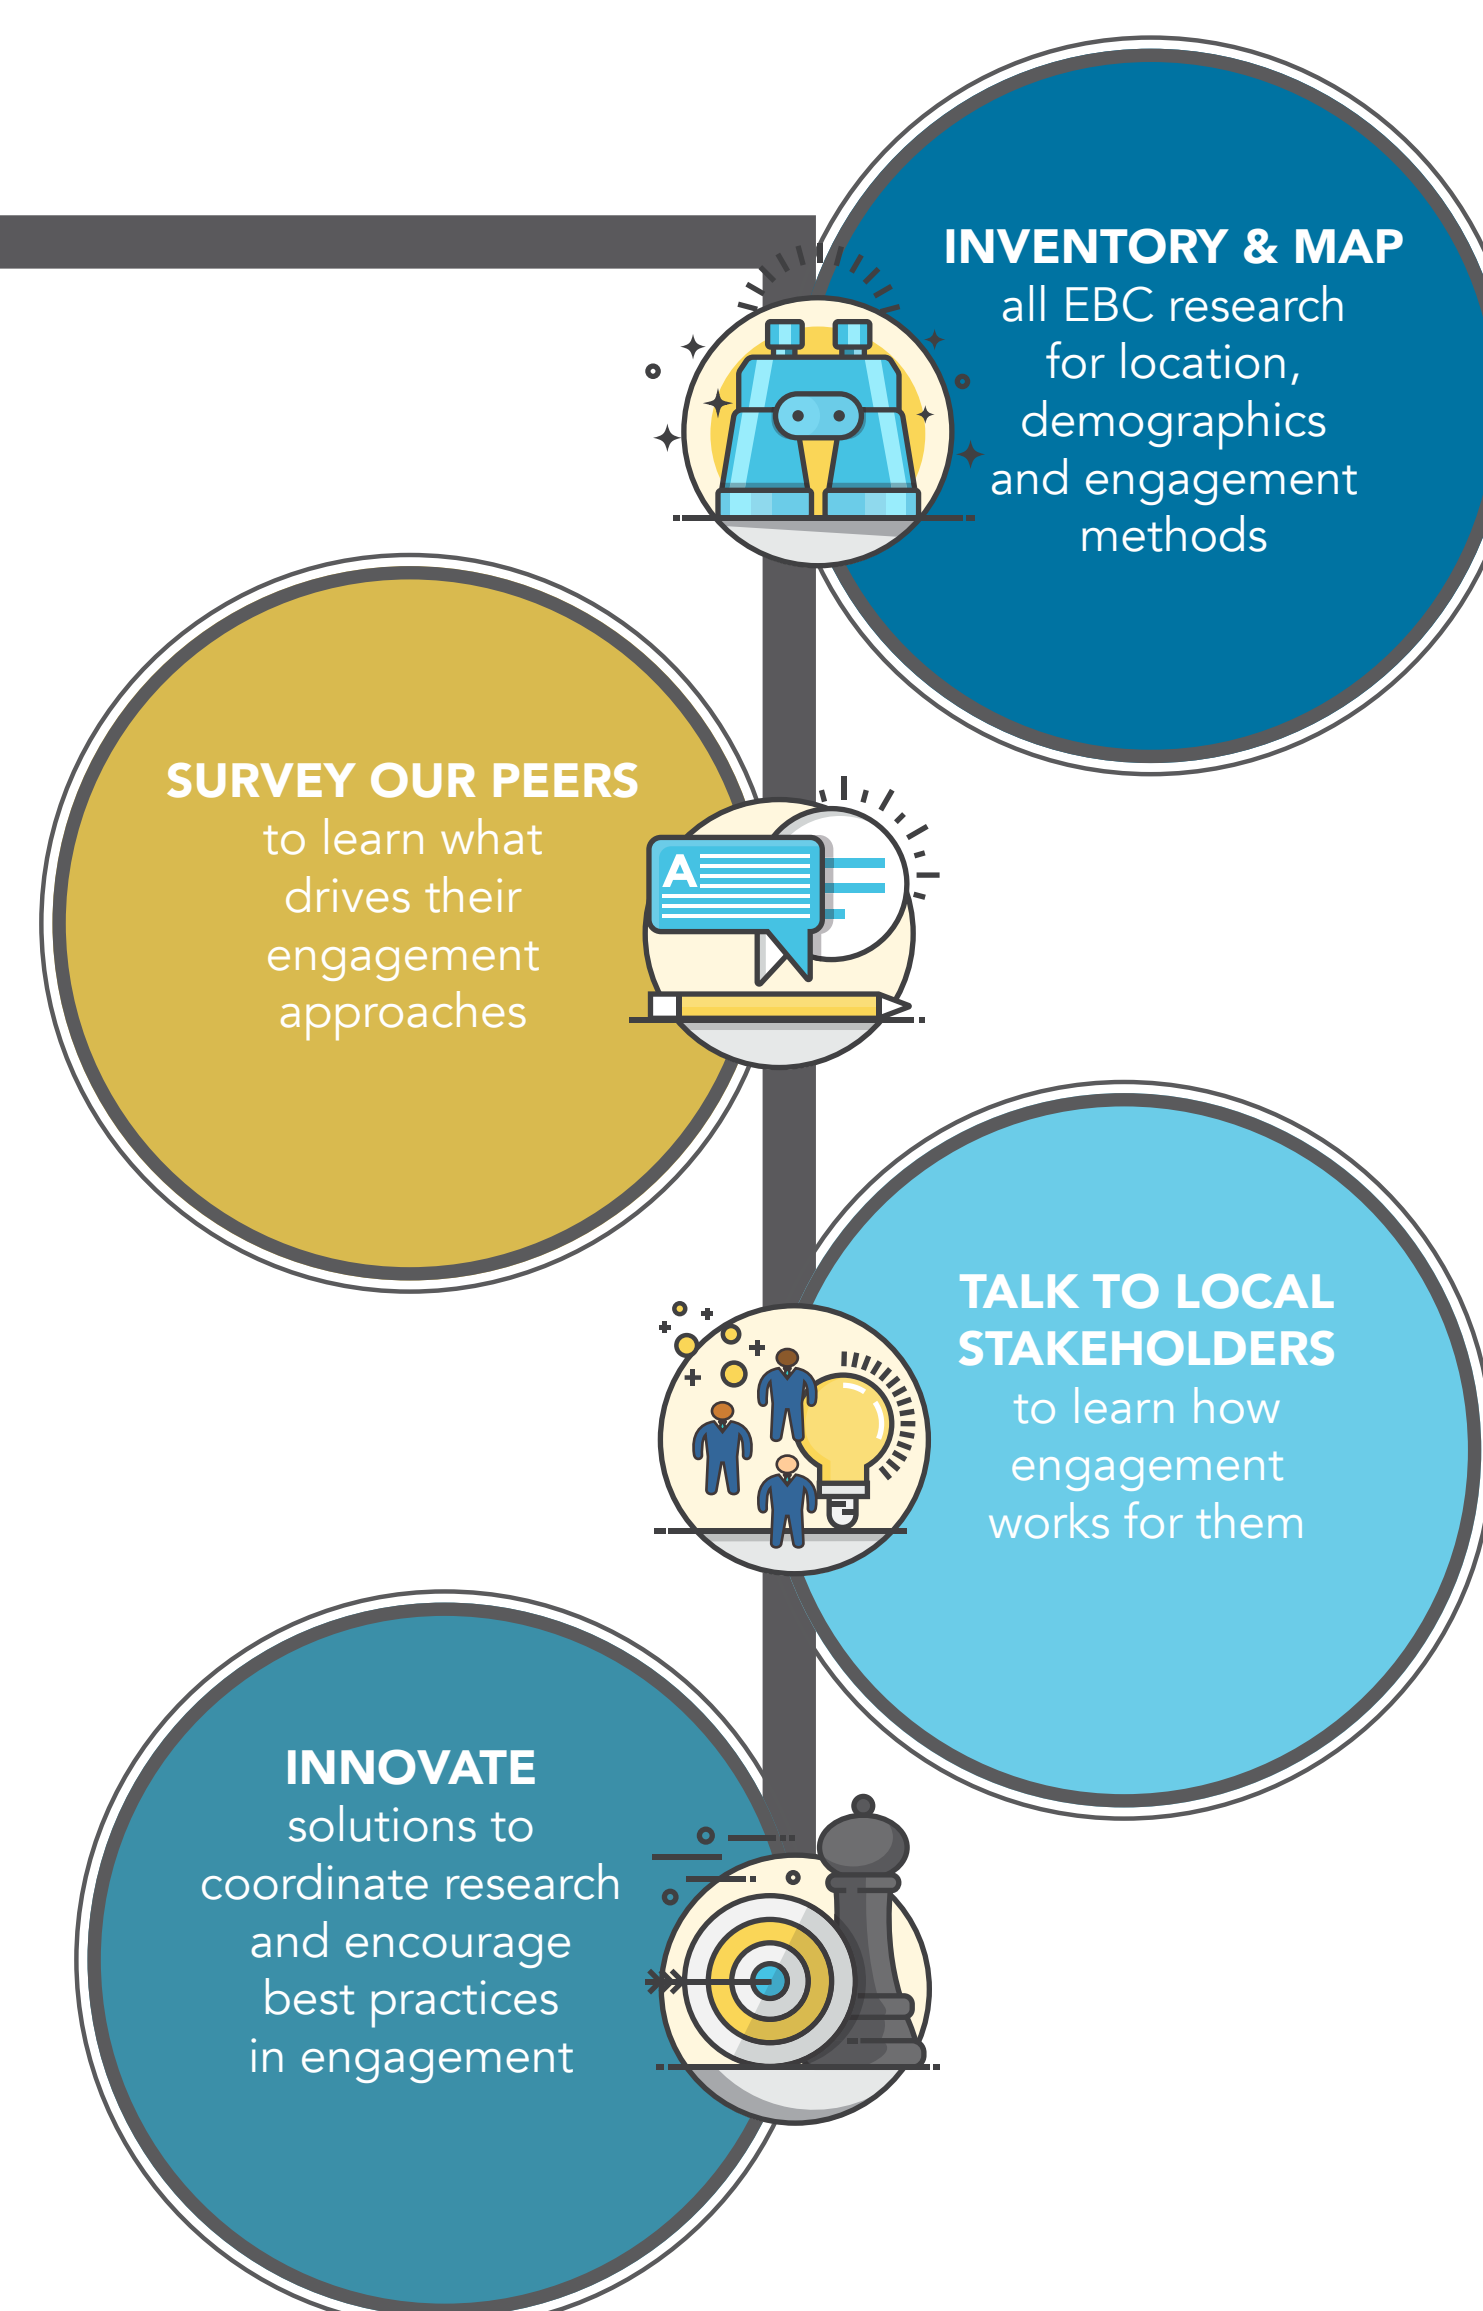 INVENTORY & MAP
all EBC research
for location,
demographics
and engagement
methods
SURVEY OUR PEERS
to learn what
drives their
engagement
approaches
A
TALK TO LOCAL
STAKEHOLDERS
to learn how
engagement
works for them
INNOVATE
solutions to
coordinate research
and encourage
best practices
in engagement